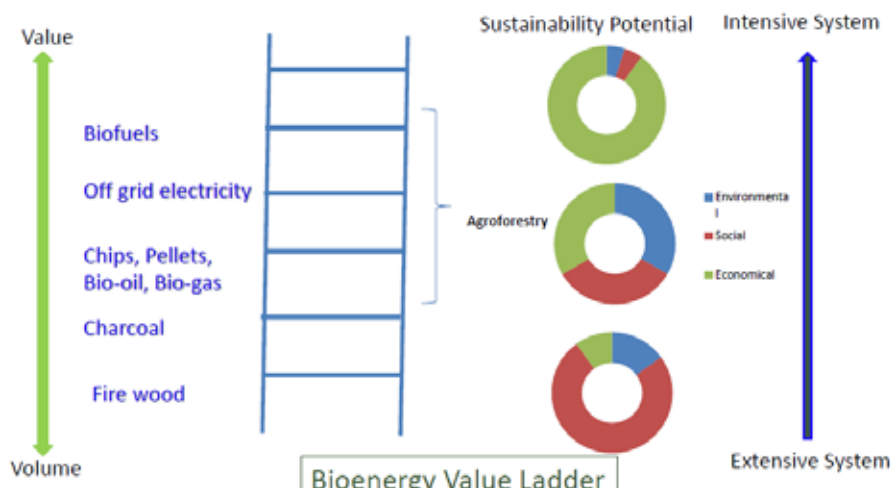 Value
Sustainability Potential
Intensive System
Biofuels
Off grid electricity
Chips, Pellets,
Bio-oil, Bio-gas
Charcoal
Fire wood
Agroforestry
Environmenta
l
Social
Economical
Volume
Extensive System
Bioenergy Value Ladder